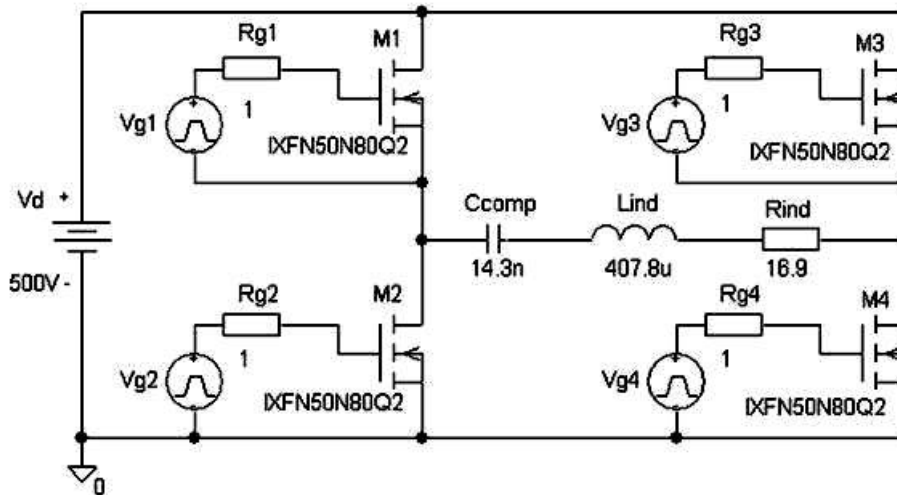 Rg1
M1
Rg3
M3
1
1
Vg1
Vg3
IXFN50N80Q2
IXFN50N80Q2
Vd +
Ccomp
Lind
Rind
500V -
14.3n
407.8u
16.9
Rg2
M2
Rg4
M4
1
1
Vg2
Vg4
IXFN50N80Q2
IXFN50N80Q2
0